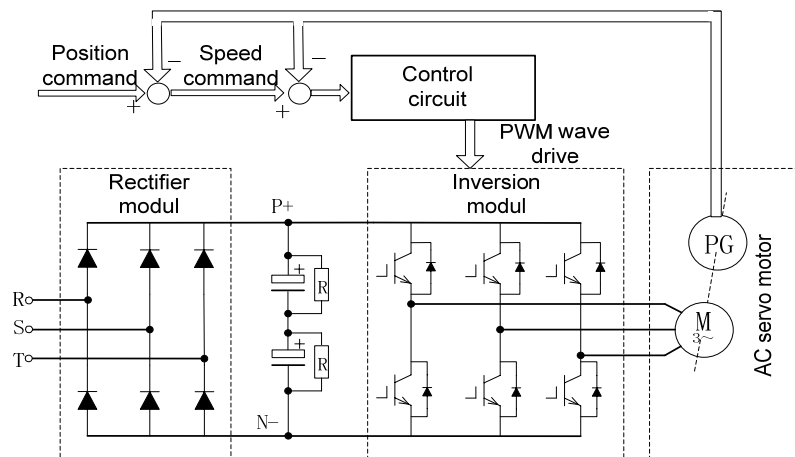 Position
command
Speed
command
−
−
+
+
Control
circuit
PWM wave
drive
Rectifier
modul
P+
Inversion
modul
PG
R
S
T
+
R
+
R
M
3~
N−
AC servo motor